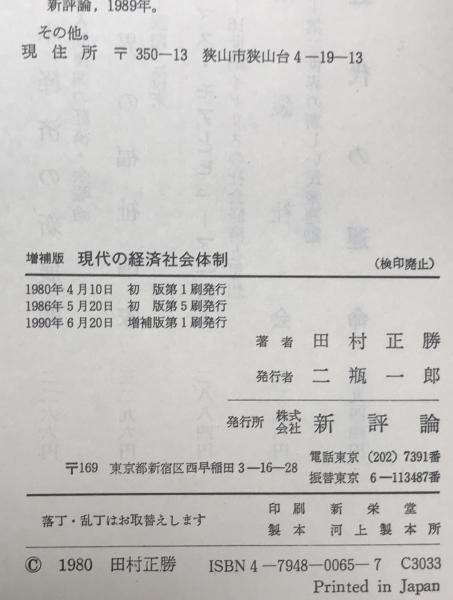 新評論，1989年。
その他。
現 住 所　〒350—13　狭山市狭山台4—19—13
増補版　現代の経済社会体制　（検印廃止）
1980年4月10日　初　版第1刷発行
1986年5月20日　初　版第5刷発行
1990年6月20日　増補版第1刷発行
著　者　田　村　正　勝
発行者　二　瓶　一　郎
発行所　株式会社　新　評　論
〒169　東京都新宿区西早稲田3—16—28
電話東京（202）7391番
振替東京　6—113487番
落丁・乱丁はお取替えします
印　刷　新　栄　堂
製　本　河上製本所
© 1980　田村正勝　ISBN 4—7948—0065—7　C3033
Printed in Japan